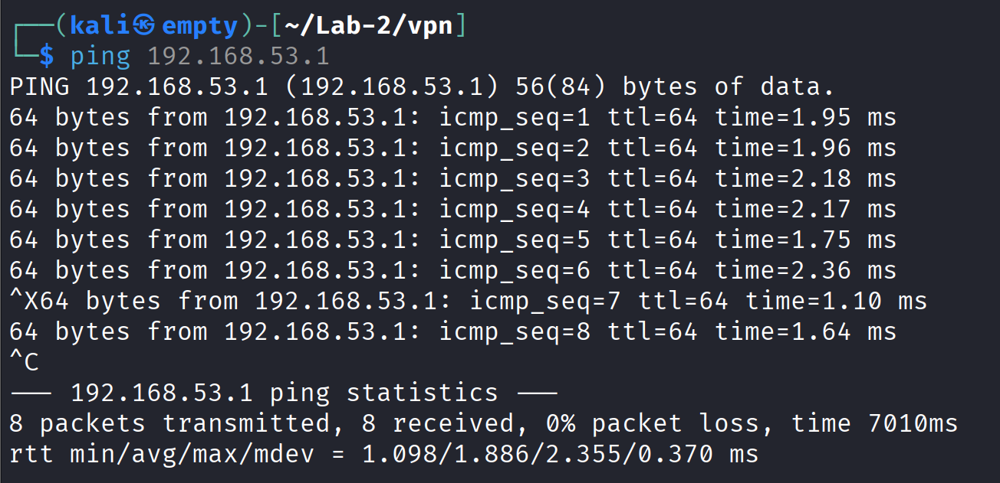 ┌──(kali㉿empty)-[~/Lab-2/vpn]
└─$ ping 192.168.53.1
PING 192.168.53.1 (192.168.53.1) 56(84) bytes of data.
64 bytes from 192.168.53.1: icmp_seq=1 ttl=64 time=1.95 ms
64 bytes from 192.168.53.1: icmp_seq=2 ttl=64 time=1.96 ms
64 bytes from 192.168.53.1: icmp_seq=3 ttl=64 time=2.18 ms
64 bytes from 192.168.53.1: icmp_seq=4 ttl=64 time=2.17 ms
64 bytes from 192.168.53.1: icmp_seq=5 ttl=64 time=1.75 ms
64 bytes from 192.168.53.1: icmp_seq=6 ttl=64 time=2.36 ms
^X64 bytes from 192.168.53.1: icmp_seq=7 ttl=64 time=1.10 ms
64 bytes from 192.168.53.1: icmp_seq=8 ttl=64 time=1.64 ms
^C
--- 192.168.53.1 ping statistics ---
8 packets transmitted, 8 received, 0% packet loss, time 7010ms
rtt min/avg/max/mdev = 1.098/1.886/2.355/0.370 ms